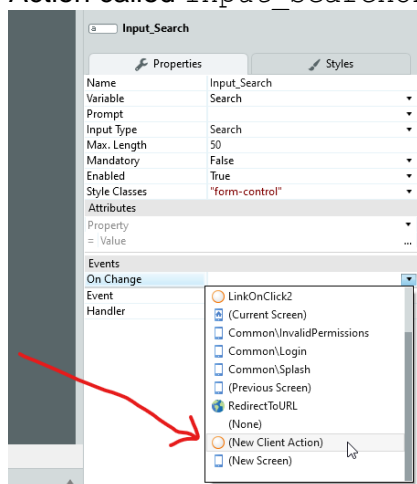 Action called Input_SearchOn
a Input_Search
Properties Styles
Name Input_Search
Variable Search
Prompt
Input Type Search
Max. Length 50
Mandatory False
Enabled True
Style Classes "form-control"
Attributes
Property
= Value ...
Events
On Change
Event
Handler
LinkOnClick2
(Current Screen)
Common\InvalidPermissions
Common\Login
Common\Splash
(Previous Screen)
RedirectToURL
(None)
(New Client Action)
(New Screen)